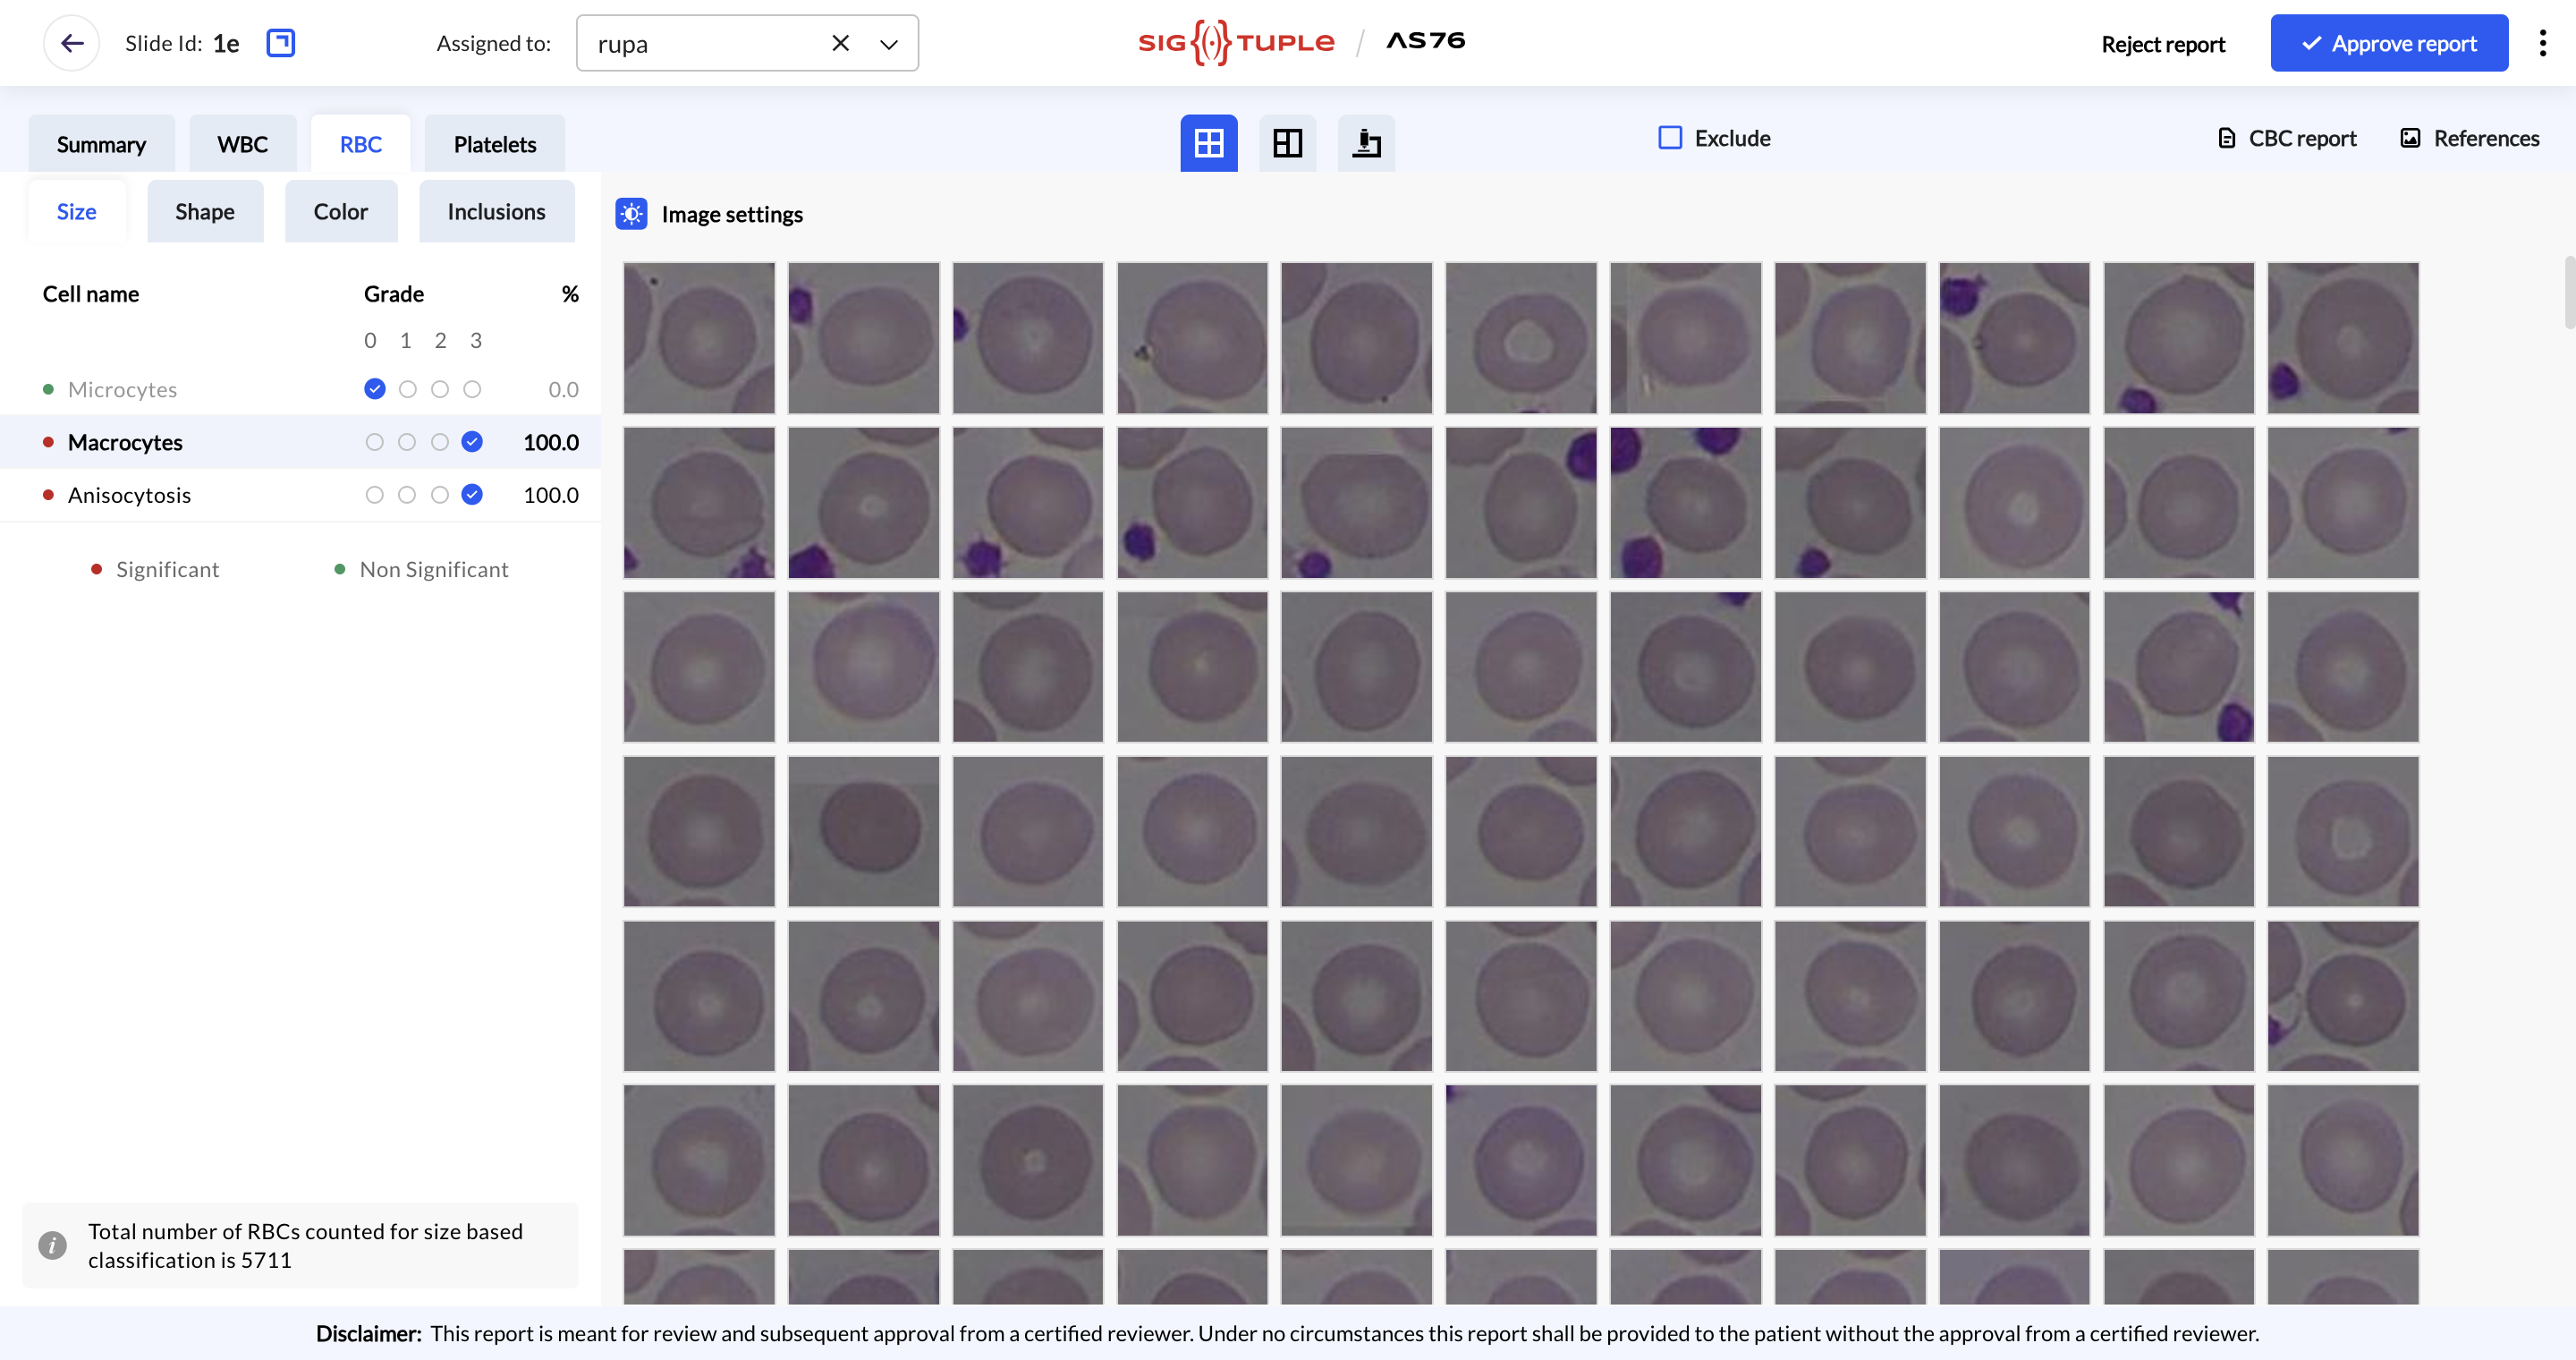 Slide Id: 1e
Assigned to: rupa
SIG TUPLE / AS76
Reject report
Approve report
Summary
WBC
RBC
Platelets
Exclude
CBC report
References
Size
Shape
Color
Inclusions
Image settings
Cell name Grade %
0 1 2 3
Microcytes 0.0
Macrocytes 100.0
Anisocytosis 100.0
Significant
Non Significant
Total number of RBCs counted for size based
classification is 5711
Disclaimer: This report is meant for review and subsequent approval from a certified reviewer. Under no circumstances this report shall be provided to the patient without the approval from a certified reviewer.